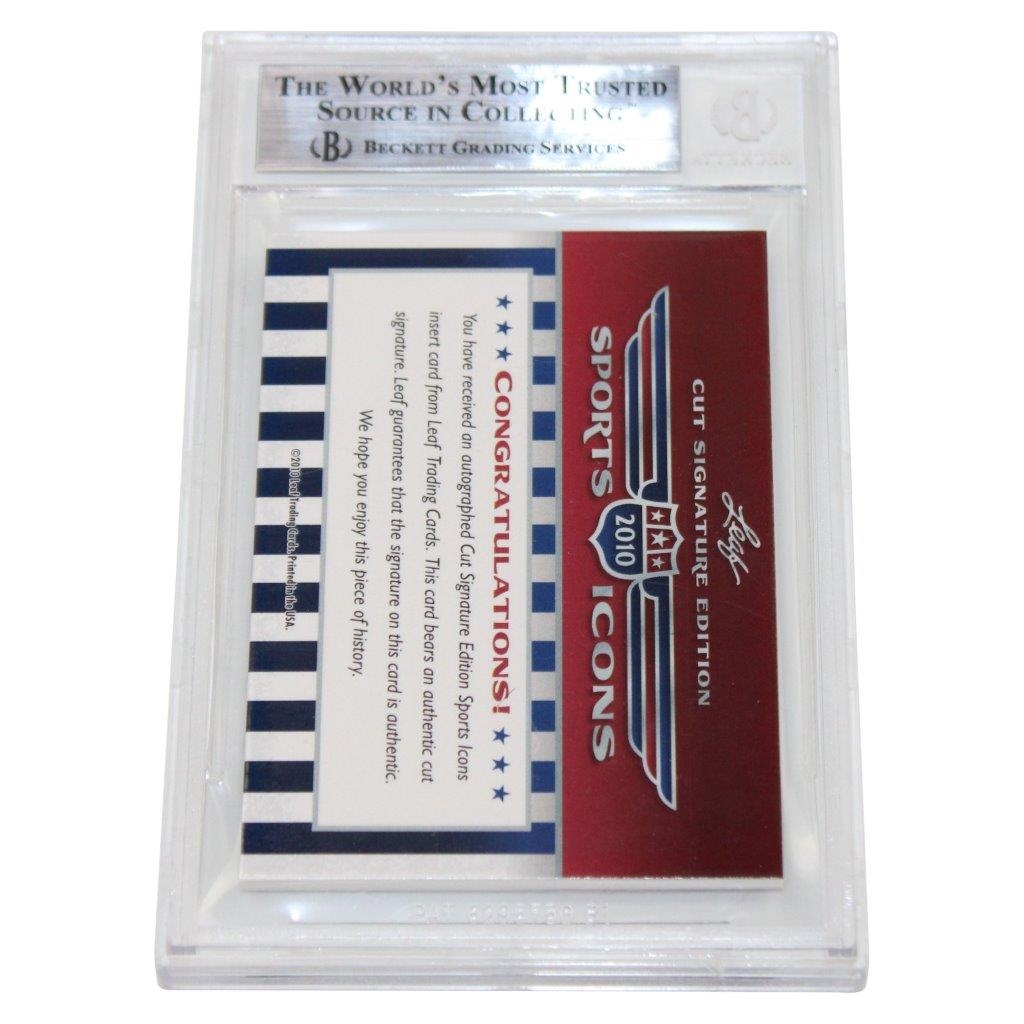 THE WORLD'S MOST TRUSTED
SOURCE IN COLLECTING™
B BECKETT GRADING SERVICES
B
BECKETT
Leaf
CUT SIGNATURE EDITION
2010
SPORTS ICONS
★★★ CONGRATULATIONS! ★★★
You have received an autographed Cut Signature Edition Sports Icons
insert card from Leaf Trading Cards. This card bears an authentic cut
signature. Leaf guarantees that the signature on this card is authentic.
We hope you enjoy this piece of history.
©2010 Leaf Trading Cards. Printed in the USA.